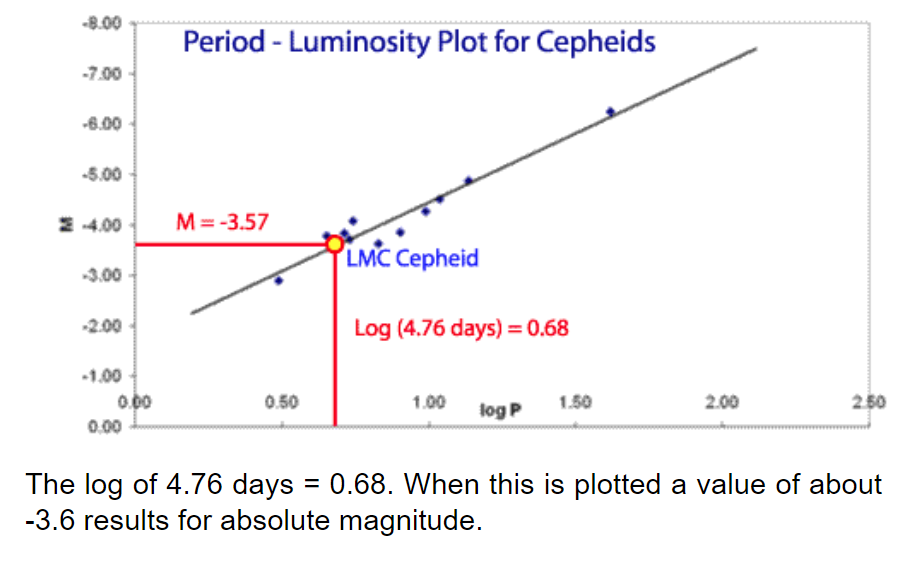 -8.00
Period - Luminosity Plot for Cepheids
-7.00
-6.00
-5.00
M
-4.00
M = -3.57
LMC Cepheid
-3.00
-2.00
Log (4.76 days) = 0.68
-1.00
0.00 0.50 1.00 1.50 2.00 2.50
log P
0.00
The log of 4.76 days = 0.68. When this is plotted a value of about
-3.6 results for absolute magnitude.